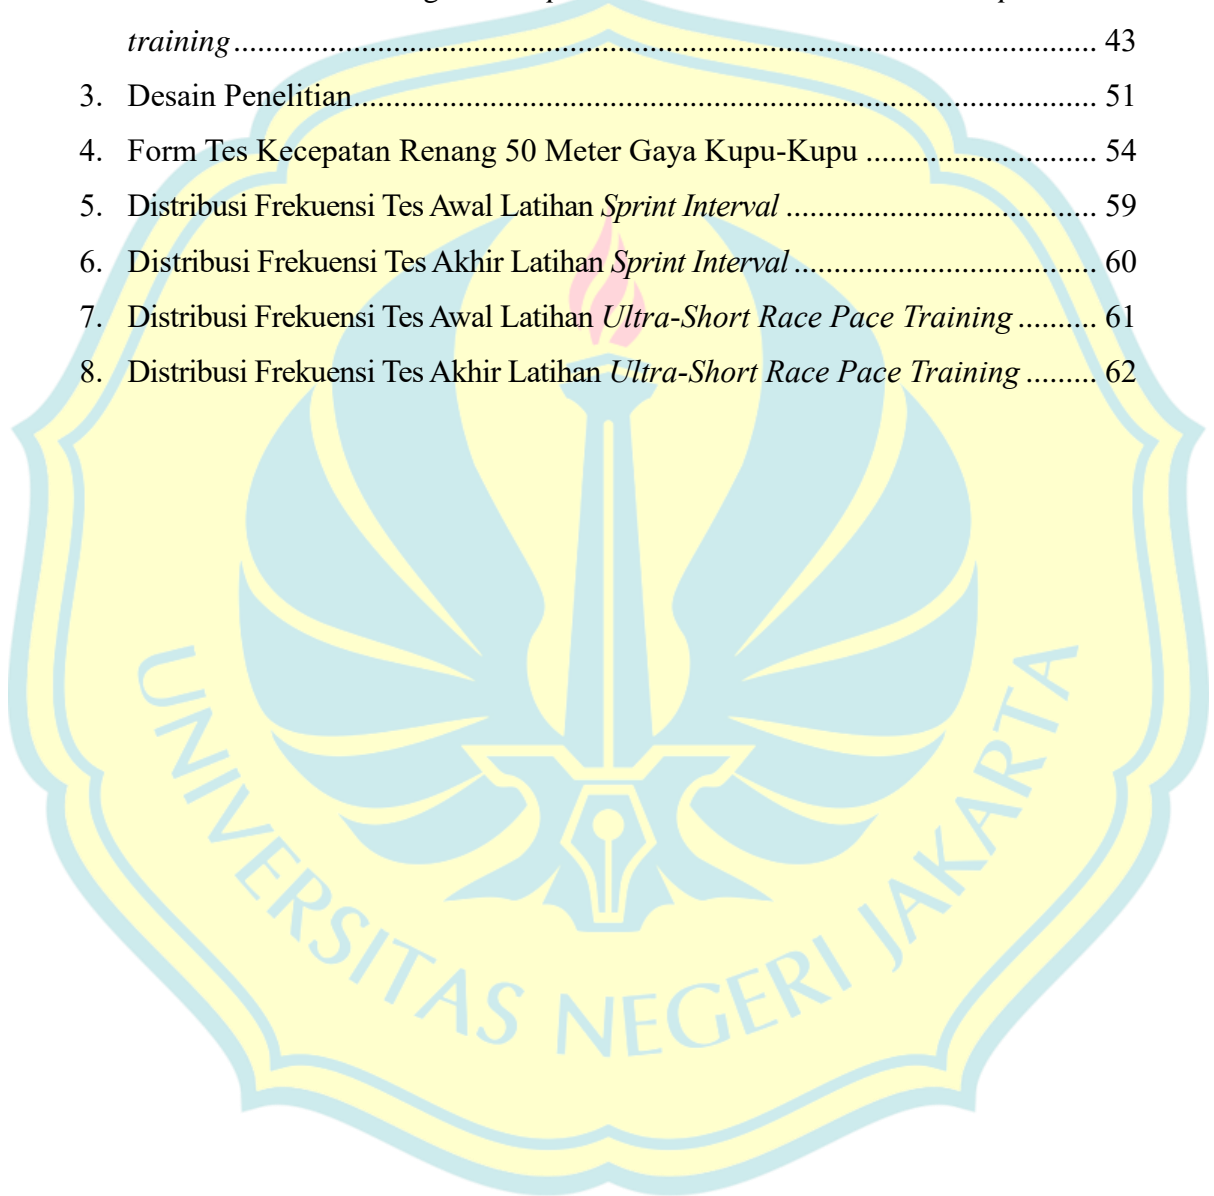 training........................................................................................................... 43
3. Desain Penelitian............................................................................................ 51
4. Form Tes Kecepatan Renang 50 Meter Gaya Kupu-Kupu ............................. 54
5. Distribusi Frekuensi Tes Awal Latihan Sprint Interval ....................................... 59
6. Distribusi Frekuensi Tes Akhir Latihan Sprint Interval ...................................... 60
7. Distribusi Frekuensi Tes Awal Latihan Ultra-Short Race Pace Training .......... 61
8. Distribusi Frekuensi Tes Akhir Latihan Ultra-Short Race Pace Training ......... 62
UNIVERSITAS NEGERI JAKARTA